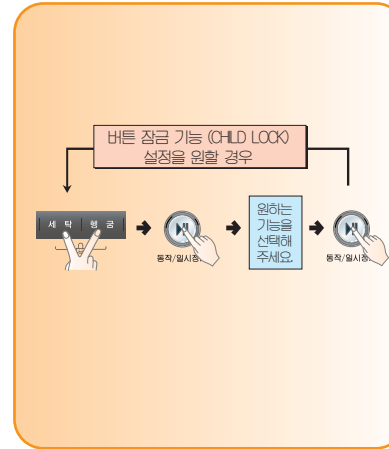 버튼 잠금 기능 (CHILD LOCK)
설정을 원할 경우
세 탁 헹 굼
원하는
기능을
선택해
주세요.
동작/일시정
동작/일시정